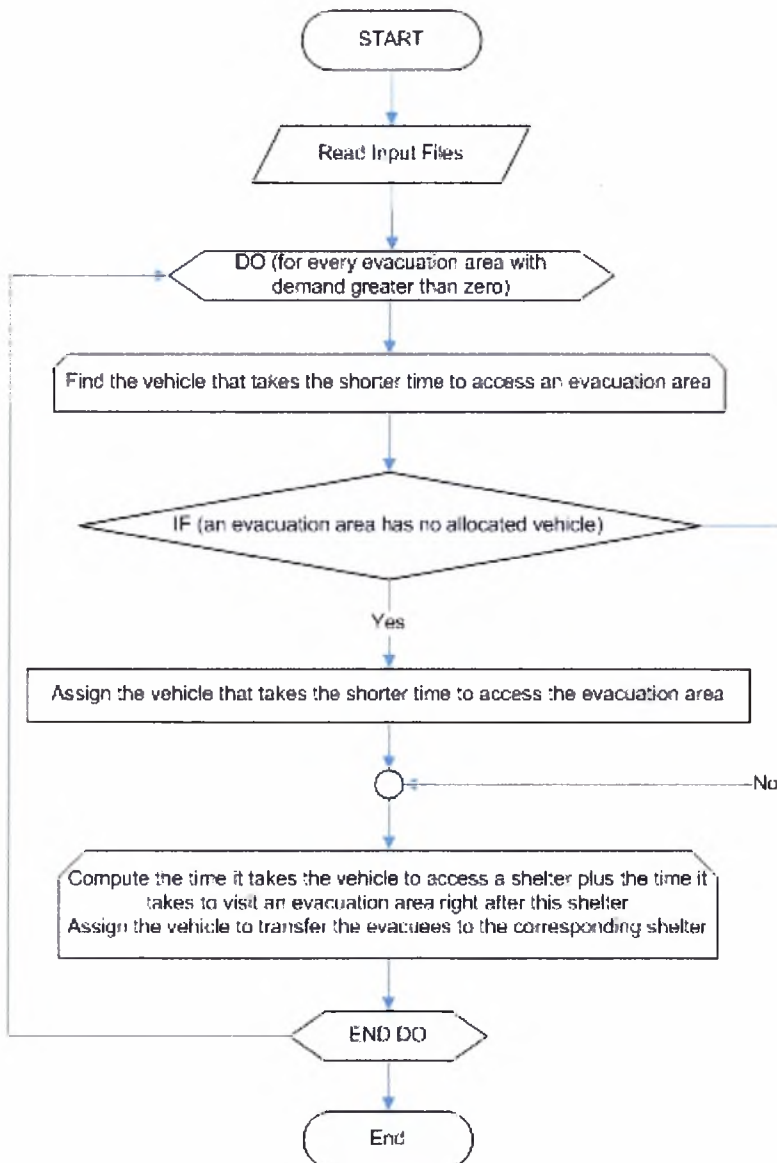 START
Read Input Files
DO (for every evacuation area with
demand greater than zero)
Find the vehicle that takes the shorter time to access an evacuation area
IF (an evacuation area has no allocated vehicle)
Yes
Assign the vehicle that takes the shorter time to access the evacuation area
No
Compute the time it takes the vehicle to access a shelter plus the time it
takes to visit an evacuation area right after this shelter
Assign the vehicle to transfer the evacuees to the corresponding shelter
END DO
End